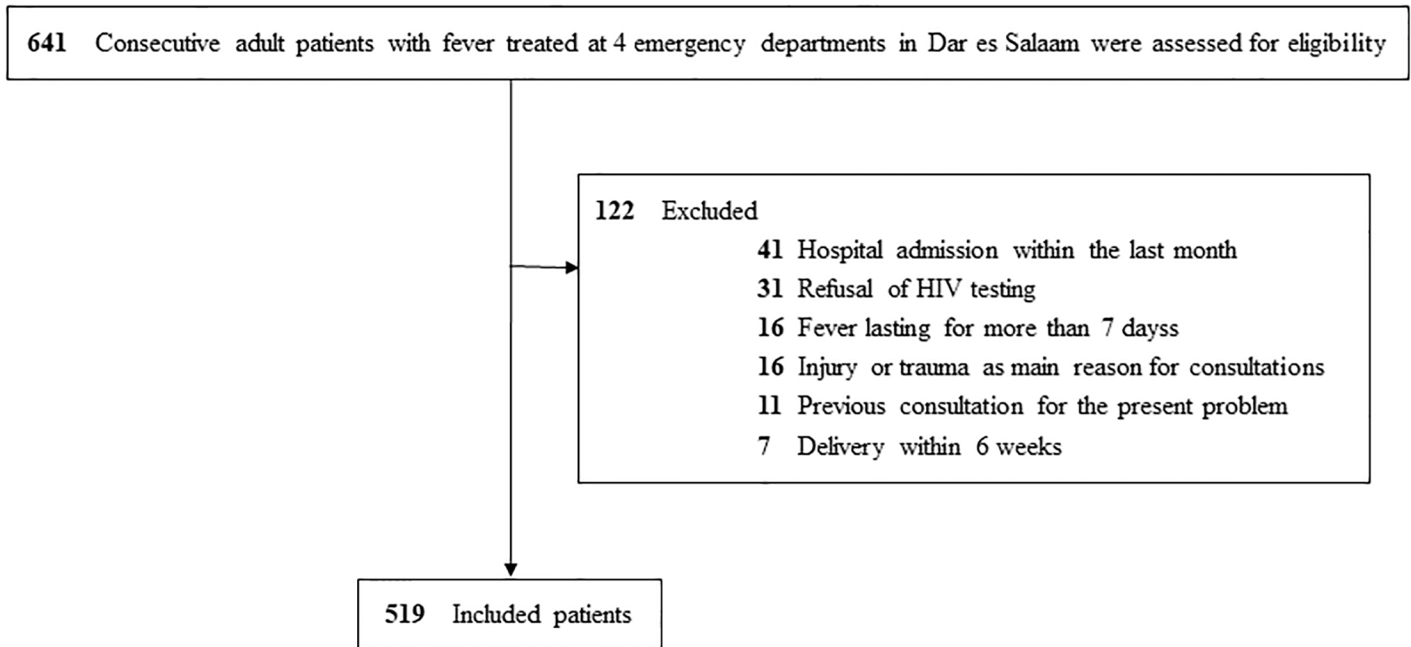 641 Consecutive adult patients with fever treated at 4 emergency departments in Dar es Salaam were assessed for eligibility
122 Excluded
41 Hospital admission within the last month
31 Refusal of HIV testing
16 Fever lasting for more than 7 dayss
16 Injury or trauma as main reason for consultations
11 Previous consultation for the present problem
7 Delivery within 6 weeks
519 Included patients